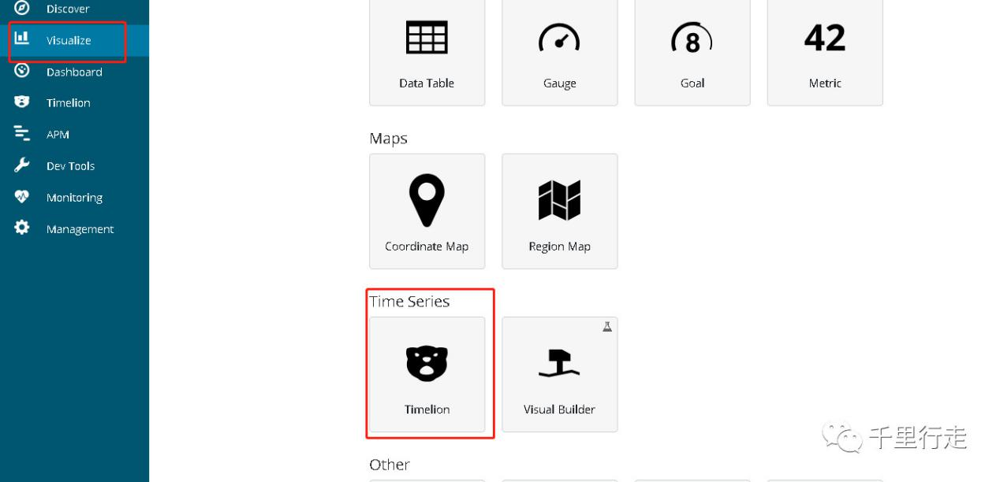 Discover
Visualize
Dashboard
Timelion
APM
Dev Tools
Monitoring
Management
8
42
Data Table
Gauge
Goal
Metric
Maps
Coordinate Map
Region Map
Time Series
Timelion
Visual Builder
Other
千里行走